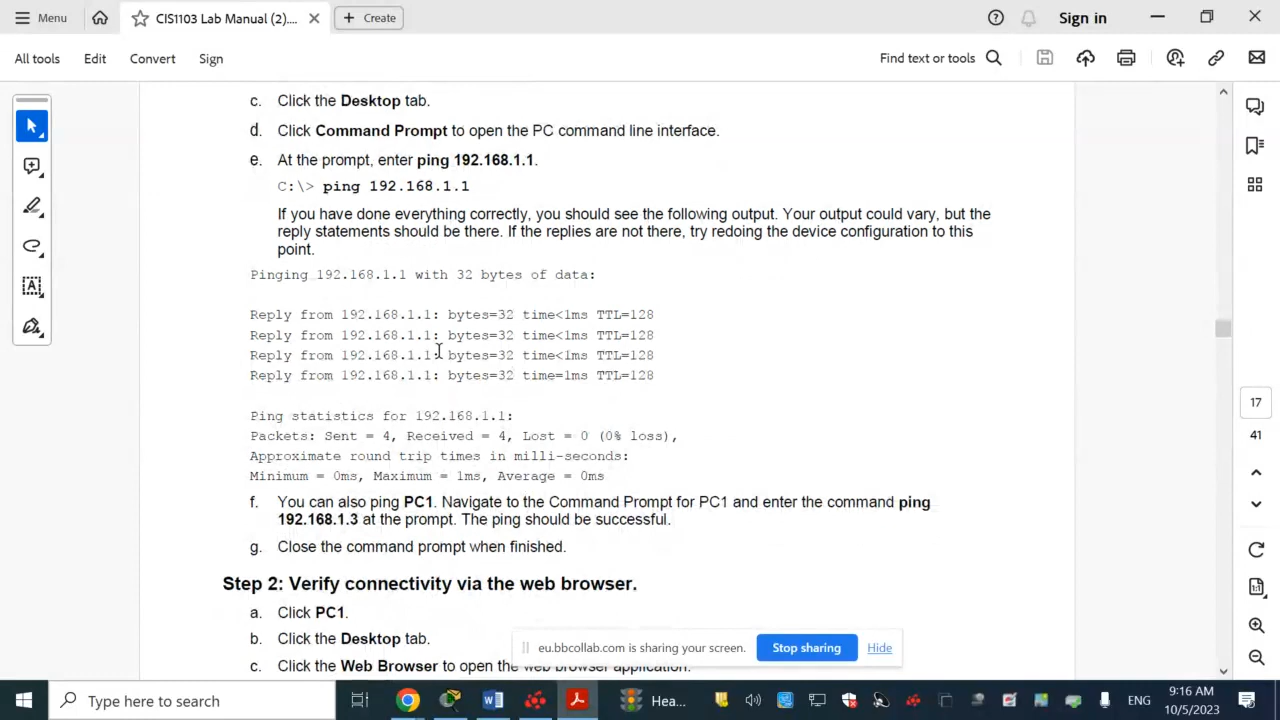 Menu
CIS1103 Lab Manual (2)....
Create
Sign in
All tools
Edit
Convert
Sign
Find text or tools
c. Click the Desktop tab.
d. Click Command Prompt to open the PC command line interface.
e. At the prompt, enter ping 192.168.1.1.
C:\> ping 192.168.1.1
If you have done everything correctly, you should see the following output. Your output could vary, but the
reply statements should be there. If the replies are not there, try redoing the device configuration to this
point.
Pinging 192.168.1.1 with 32 bytes of data:
Reply from 192.168.1.1: bytes=32 time<1ms TTL=128
Reply from 192.168.1.1: bytes=32 time<1ms TTL=128
Reply from 192.168.1.1: bytes=32 time<1ms TTL=128
Reply from 192.168.1.1: bytes=32 time=1ms TTL=128
Ping statistics for 192.168.1.1:
Packets: Sent = 4, Received = 4, Lost = 0 (0% loss),
Approximate round trip times in milli-seconds:
Minimum = 0ms, Maximum = 1ms, Average = 0ms
f. You can also ping PC1. Navigate to the Command Prompt for PC1 and enter the command ping
192.168.1.3 at the prompt. The ping should be successful.
g. Close the command prompt when finished.
Step 2: Verify connectivity via the web browser.
a. Click PC1.
b. Click the Desktop tab.
c. Click the Web Browser to open the web browser application.
17
41
eu.bbcollab.com is sharing your screen.
Stop sharing
Hide
Type here to search
Hea...
ENG
9:16 AM
10/5/2023